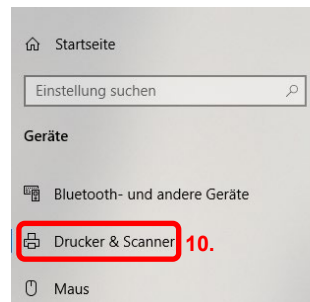 Startseite
Einstellung suchen
Geräte
Bluetooth- und andere Geräte
Drucker & Scanner 10.
Maus